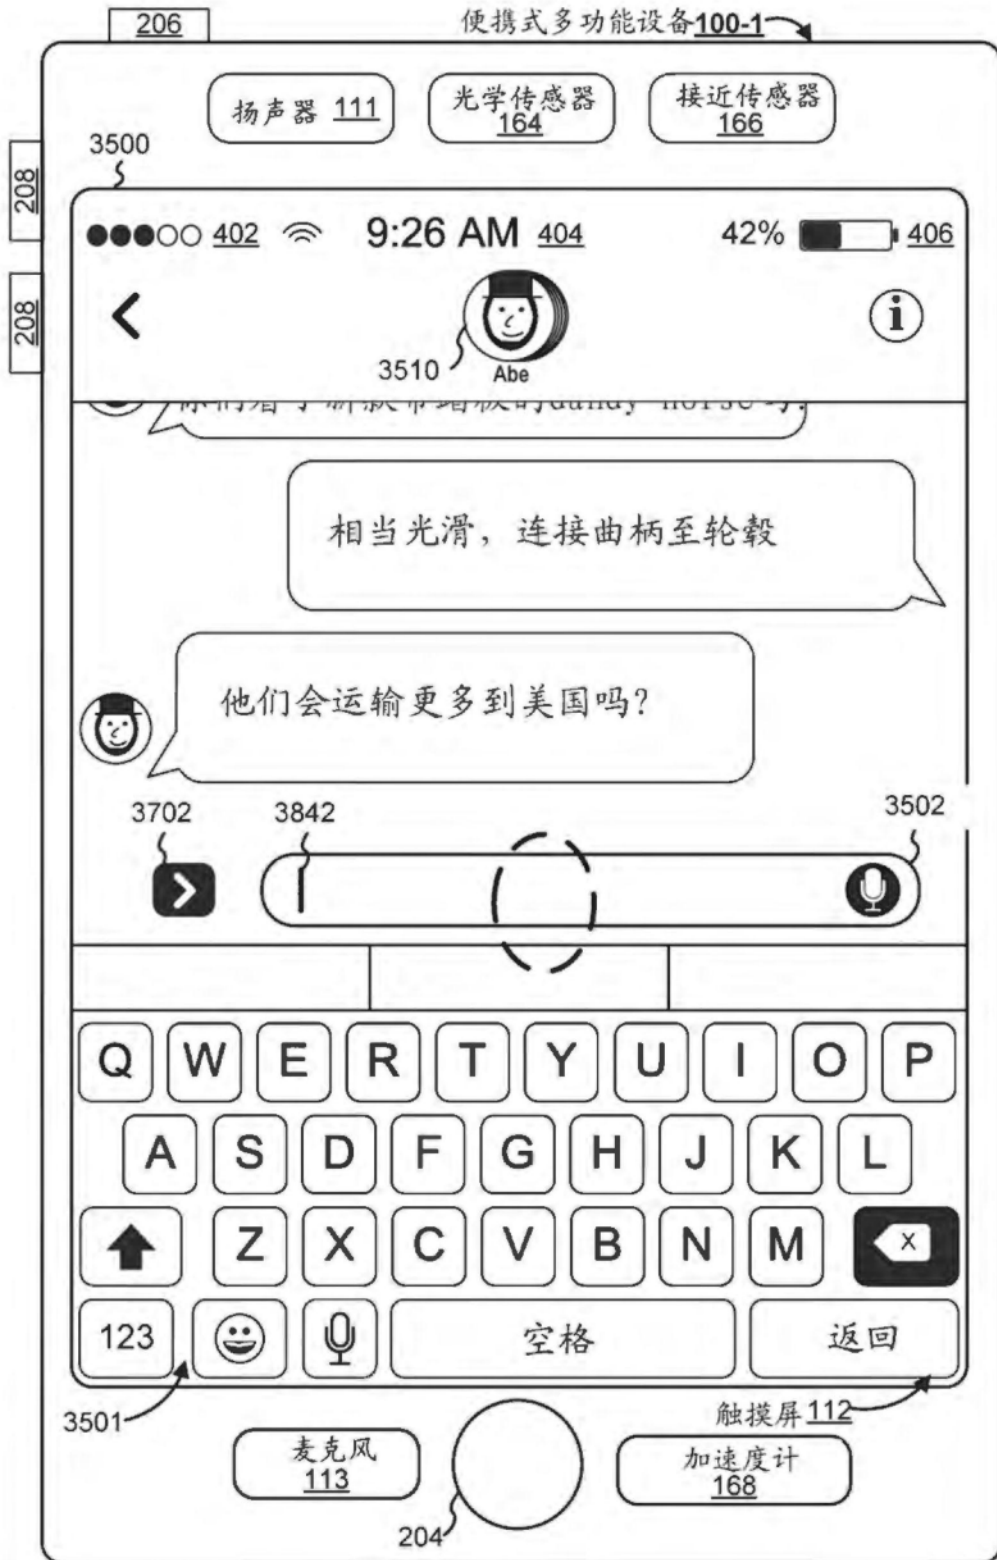 206
便携式多功能设备100-1
扬声器 111
光学传感器
164
接近传感器
166
3500
208
208
402 9:26 AM 404 42% 406
i
3510
Abe
dandy horse
相当光滑，连接曲柄至轮毂
他们会运输更多到美国吗?
3702
3842
3502
Q W E R T Y U I O P
A S D F G H J K L
Z X C V B N M X
123 空格 返回
3501
触摸屏112
麦克风
113
加速度计
168
204